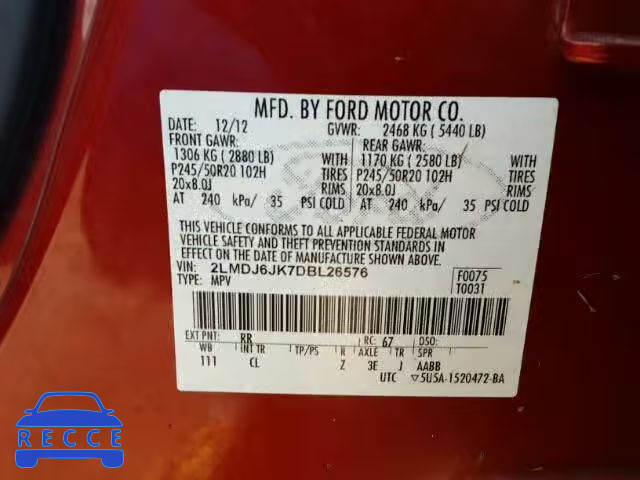 MFD. BY FORD MOTOR CO.
DATE: 12/12 GVWR: 2468 KG ( 5440 LB)
FRONT GAWR: REAR GAWR:
1306 KG ( 2880 LB) WITH 1170 KG ( 2580 LB) WITH
P245/50R20 102H TIRES P245/50R20 102H TIRES
20x8.0J RIMS 20x8.0J RIMS
AT 240 kPa/ 35 PSI COLD AT 240 kPa/ 35 PSI COLD
THIS VEHICLE CONFORMS TO ALL APPLICABLE FEDERAL MOTOR
VEHICLE SAFETY AND THEFT PREVENTION STANDARDS IN
EFFECT ON THE DATE OF MANUFACTURE SHOWN ABOVE.
VIN: 2LMDJ6JK7DBL26576 F0075
TYPE: MPV T0031
EXT PNT: RR RC: 67 DSO:
WB INT TR TP/PS R AXLE TR SPR
111 CL Z 3E J AABB
UTC ▽5U5A-1520472-BA
RECCE